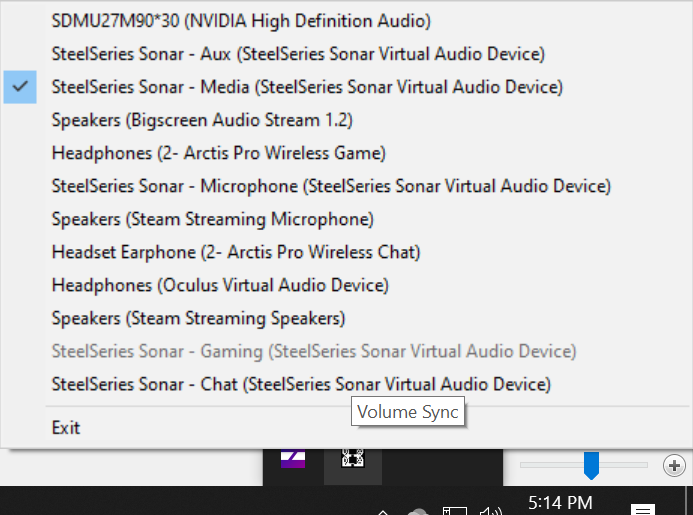 SDMU27M90*30 (NVIDIA High Definition Audio)
SteelSeries Sonar - Aux (SteelSeries Sonar Virtual Audio Device)
SteelSeries Sonar - Media (SteelSeries Sonar Virtual Audio Device)
Speakers (Bigscreen Audio Stream 1.2)
Headphones (2- Arctis Pro Wireless Game)
SteelSeries Sonar - Microphone (SteelSeries Sonar Virtual Audio Device)
Speakers (Steam Streaming Microphone)
Headset Earphone (2- Arctis Pro Wireless Chat)
Headphones (Oculus Virtual Audio Device)
Speakers (Steam Streaming Speakers)
SteelSeries Sonar - Gaming (SteelSeries Sonar Virtual Audio Device)
SteelSeries Sonar - Chat (SteelSeries Sonar Virtual Audio Device)
Volume Sync
Exit
5:14 PM